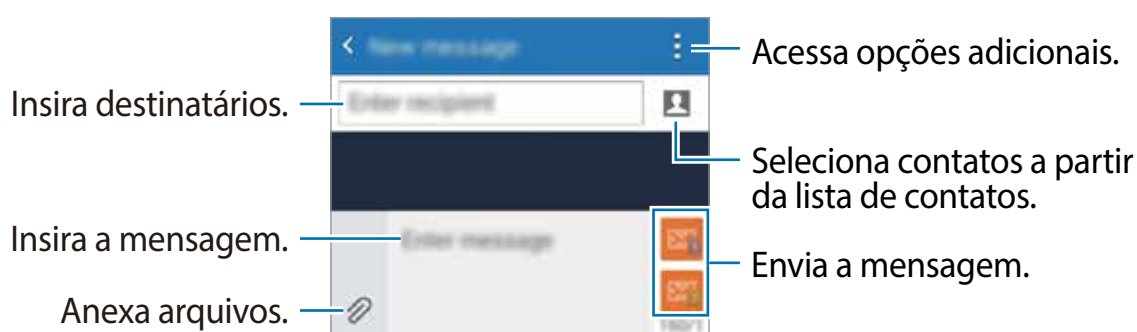 New message
Acessa opções adicionais.
Insira destinatários.
Enter recipient
Seleciona contatos a partir
da lista de contatos.
Insira a mensagem.
Enter message
Envia a mensagem.
Anexa arquivos.